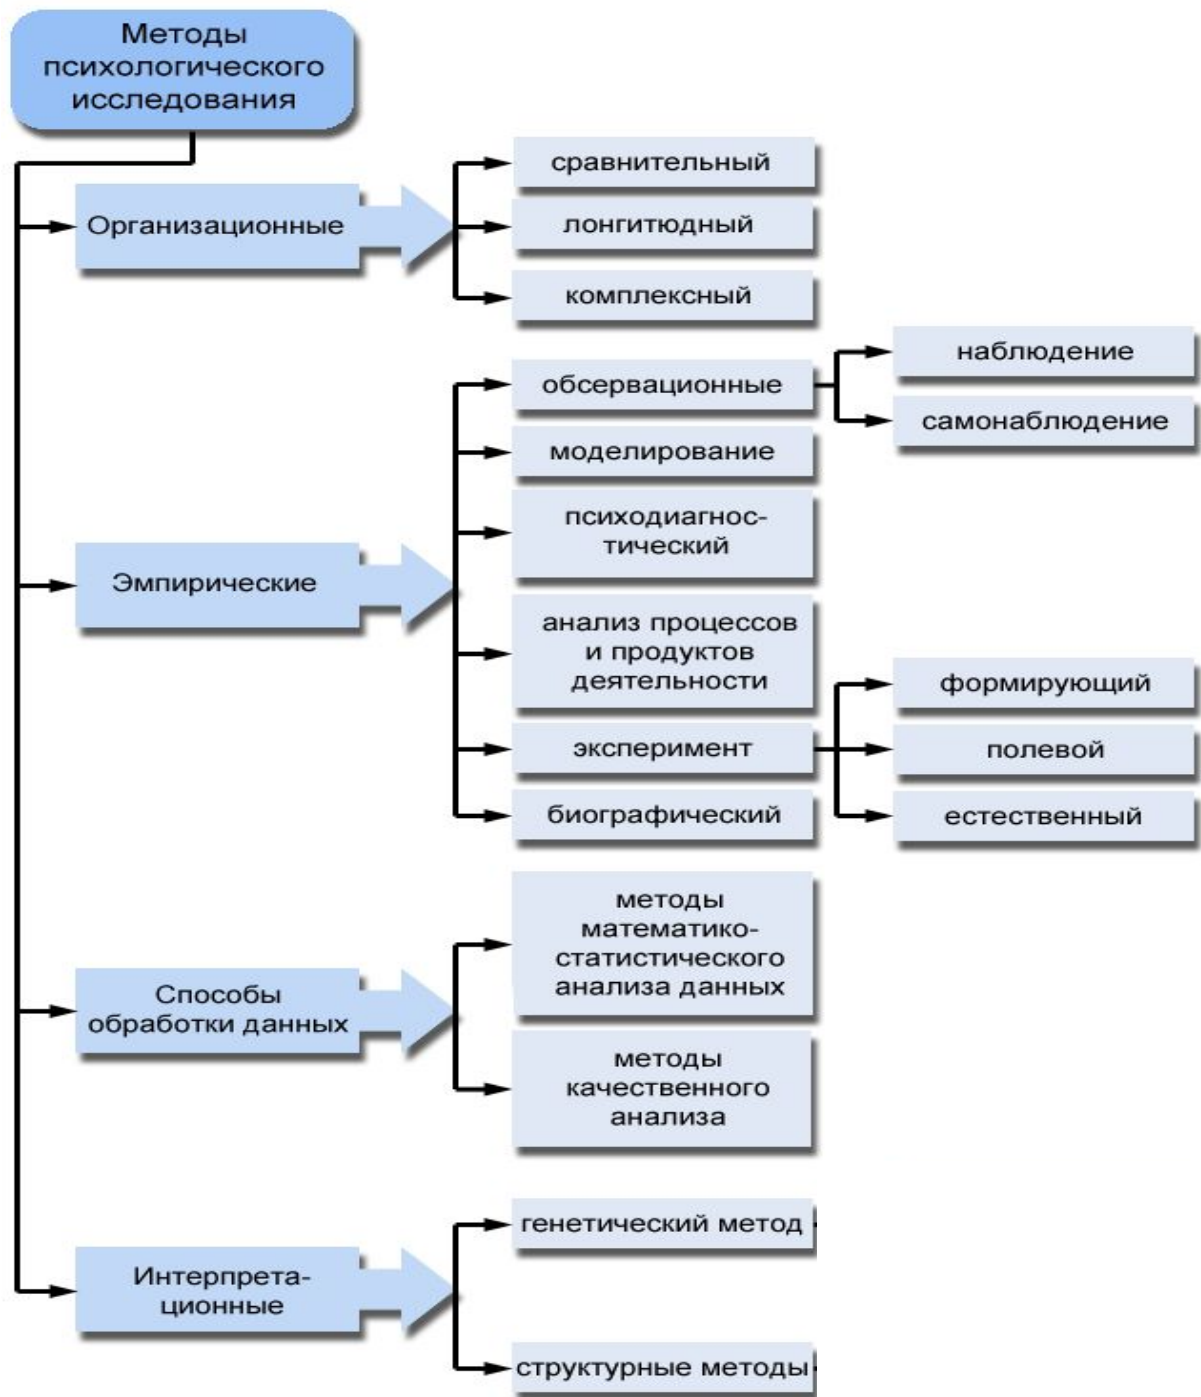 Методы
психологического
исследования
Организационные
сравнительный
лонгитюдный
комплексный
Эмпирические
обсервационные
наблюдение
самонаблюдение
моделирование
психодиагнос-
тический
анализ процессов
и продуктов
деятельности
эксперимент
формирующий
полевой
естественный
биографический
Способы
обработки данных
методы
математико-
статистического
анализа данных
методы
качественного
анализа
Интерпрета-
ционные
генетический метод
структурные методы